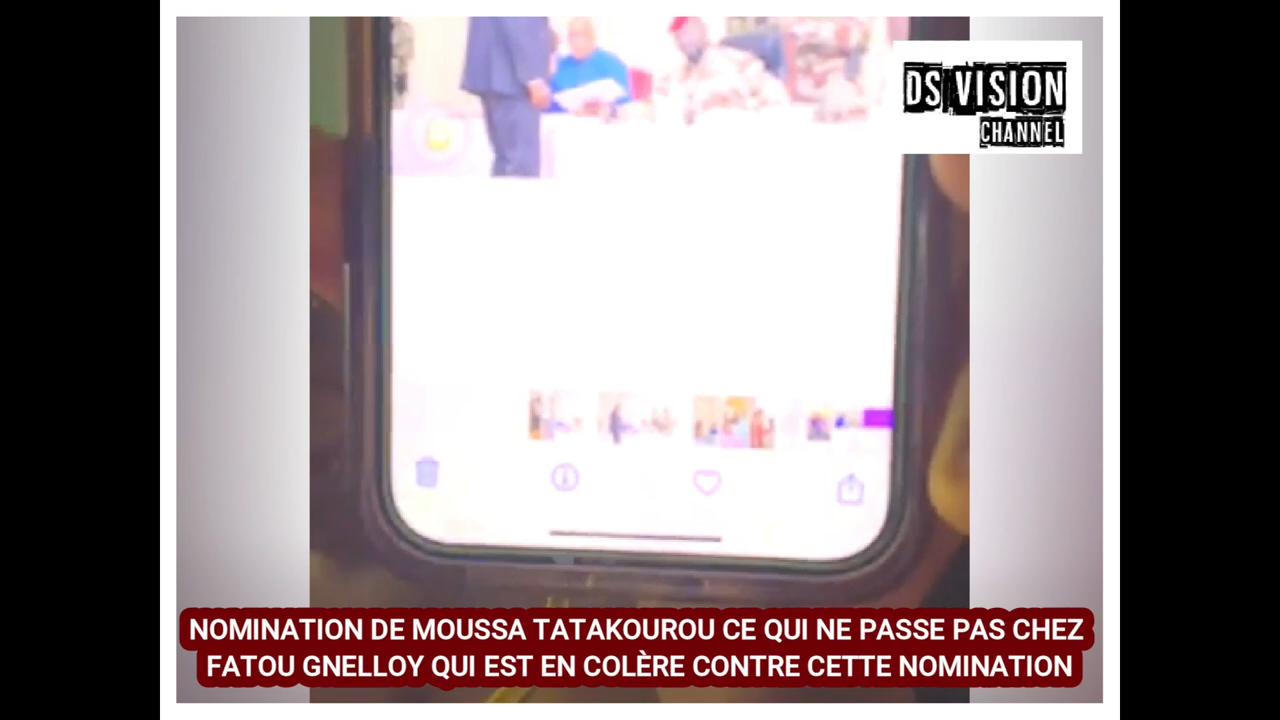 DS VISION
CHANNEL
NOMINATION DE MOUSSA TATAKOUROU CE QUI NE PASSE PAS CHEZ
FATOU GNELLOY QUI EST EN COLÈRE CONTRE CETTE NOMINATION